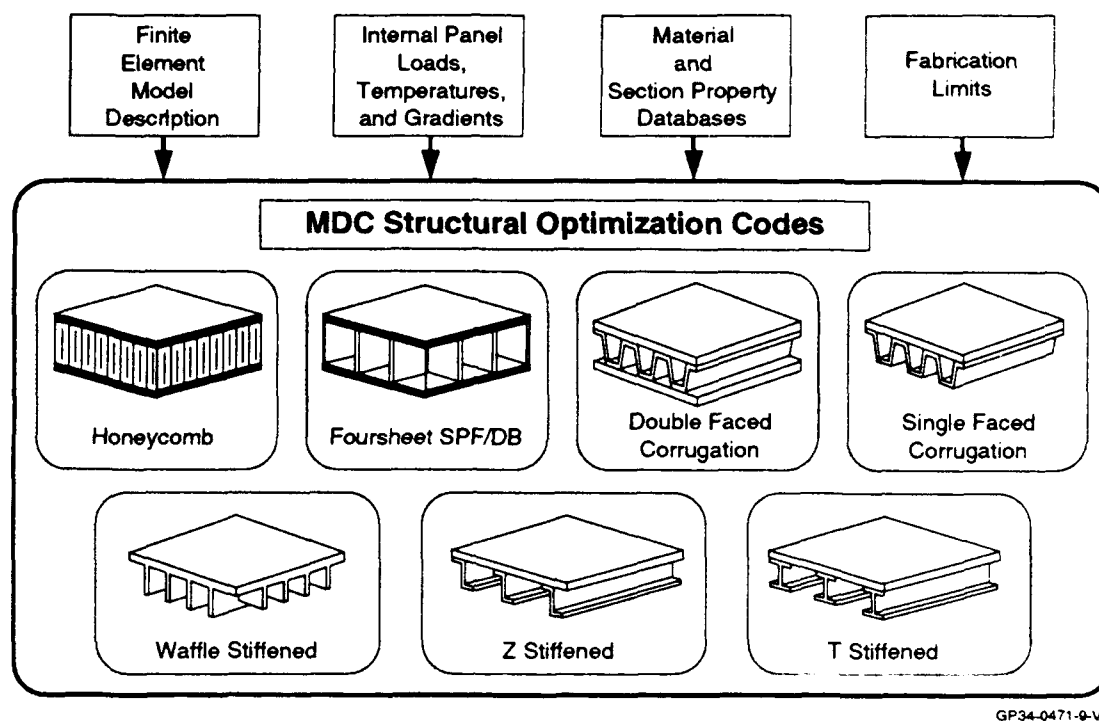 Finite
Element
Model
Description
Internal Panel
Loads,
Temperatures,
and Gradients
Material
and
Section Property
Databases
Fabrication
Limits
MDC Structural Optimization Codes
Honeycomb
Foursheet SPF/DB
Double Faced
Corrugation
Single Faced
Corrugation
Waffle Stiffened
Z Stiffened
T Stiffened
GP34-0471-9-V